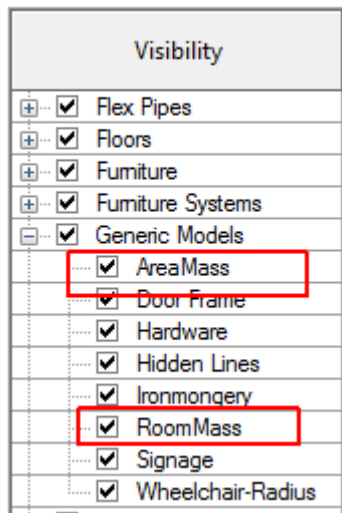 Visibility
Flex Pipes
Floors
Furniture
Furniture Systems
Generic Models
AreaMass
Door Frame
Hardware
Hidden Lines
Ironmongery
RoomMass
Signage
Wheelchair-Radius